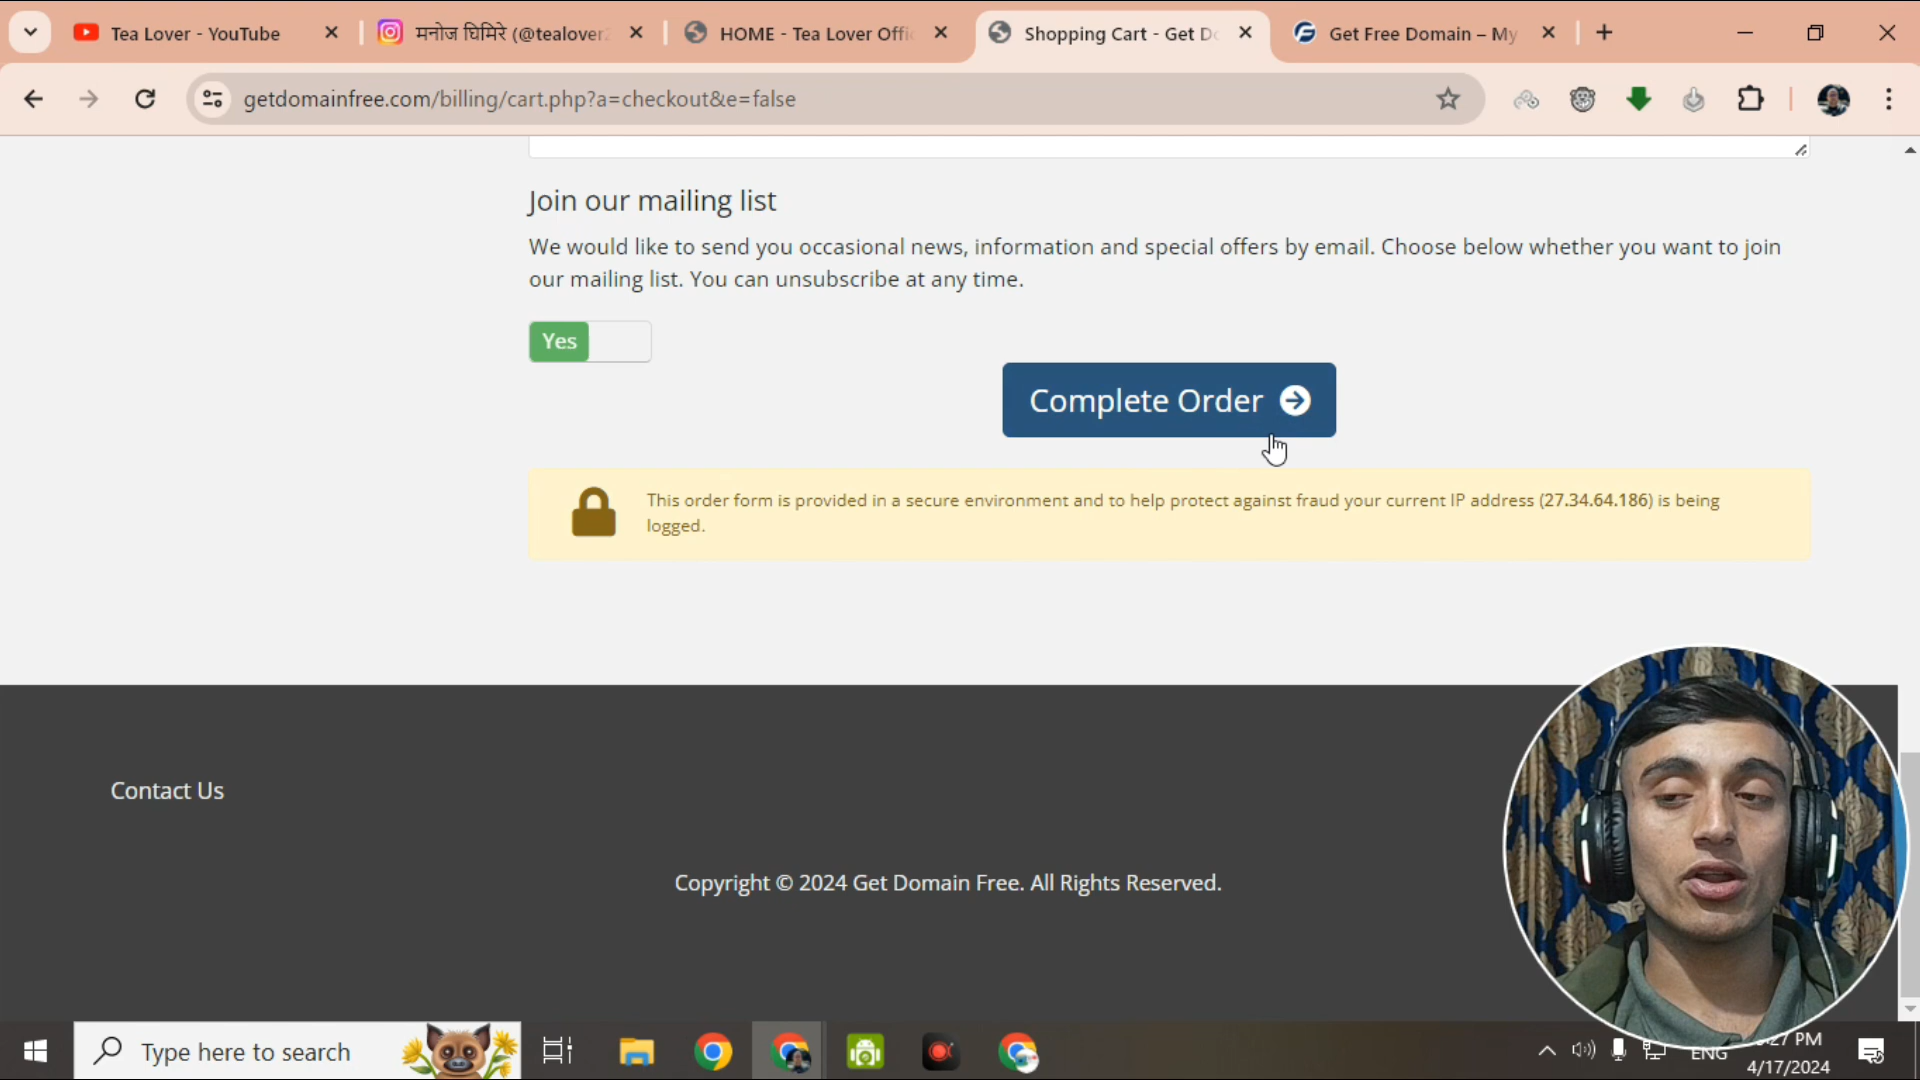 Tea Lover - YouTube
मनोज घिमिरे (@tealover
HOME - Tea Lover Offi
Shopping Cart - Get D
Get Free Domain – My
getdomainfree.com/billing/cart.php?a=checkout&e=false
Join our mailing list
We would like to send you occasional news, information and special offers by email. Choose below whether you want to join
our mailing list. You can unsubscribe at any time.
Yes
Complete Order
This order form is provided in a secure environment and to help protect against fraud your current IP address (27.34.64.186) is being
logged.
Contact Us
Copyright © 2024 Get Domain Free. All Rights Reserved.
Type here to search
ENG
:27 PM
4/17/2024